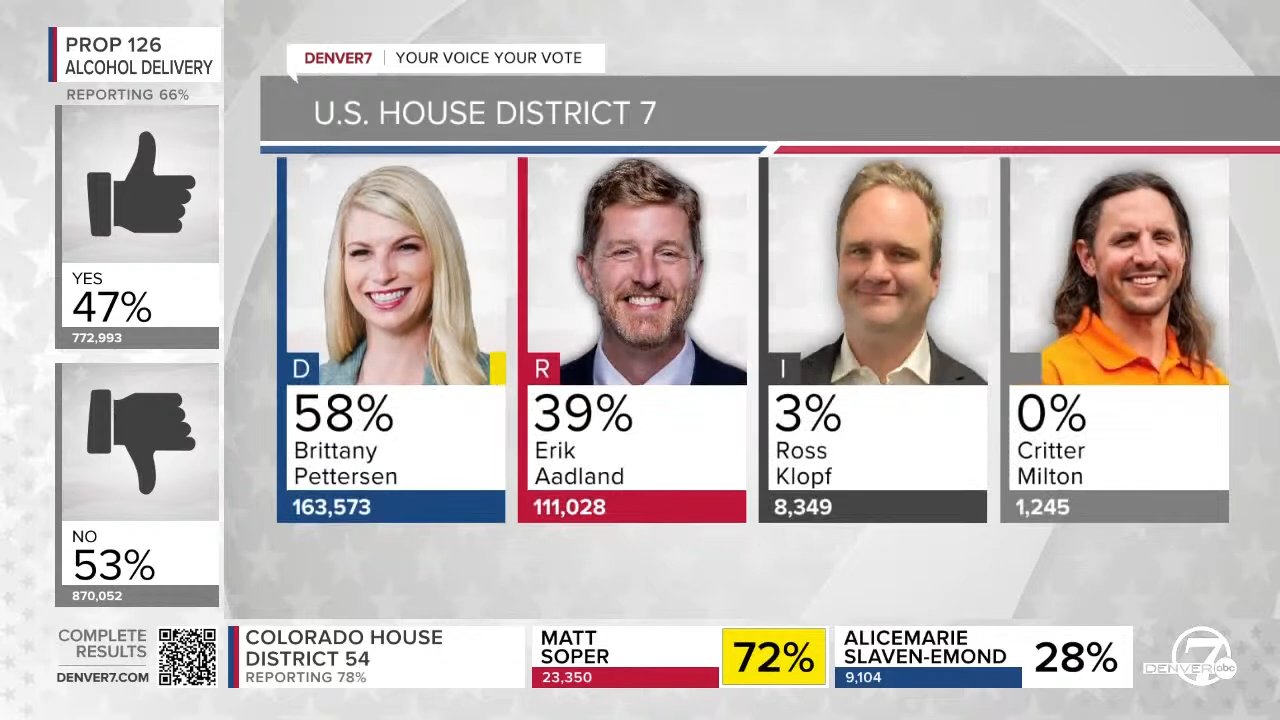 PROP 126
ALCOHOL DELIVERY
REPORTING 66%
YES
47%
772,993
NO
53%
870,052
DENVER7 | YOUR VOICE YOUR VOTE
U.S. HOUSE DISTRICT 7
D
58%
Brittany
Pettersen
163,573
R
39%
Erik
Aadland
111,028
I
3%
Ross
Klopf
8,349
0%
Critter
Milton
1,245
COMPLETE
RESULTS
DENVER7.COM
COLORADO HOUSE
DISTRICT 54
REPORTING 78%
MATT
SOPER
23,350
72%
ALICEMARIE
SLAVEN-EMOND
9,104
28%
DENVER 7 abc